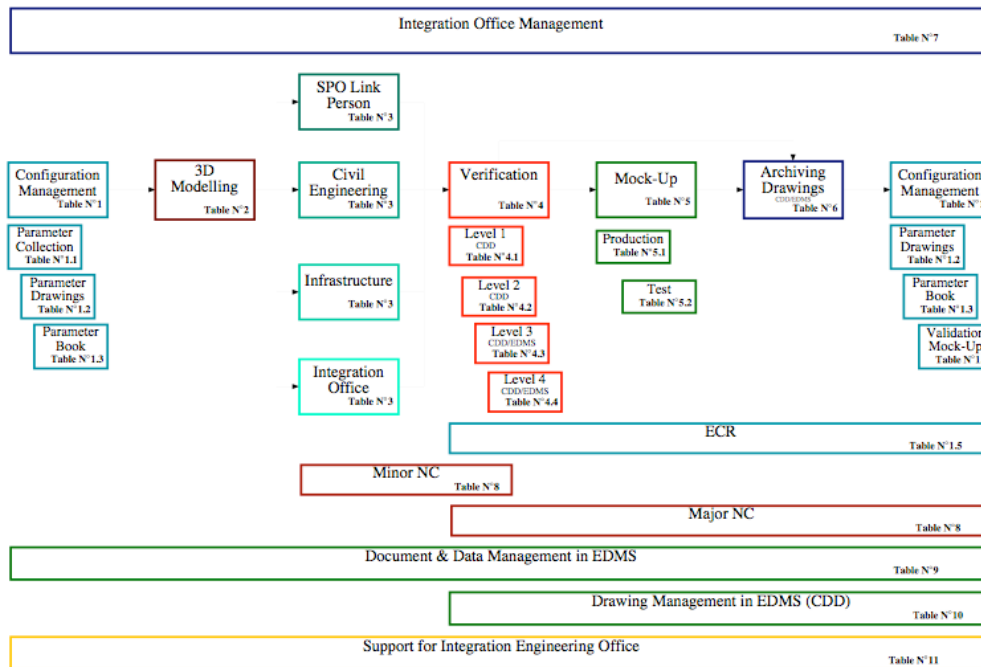 Integration Office Management
Table N°7
SPO Link
Person
Table N°3
Configuration
Management
Table N°1
3D
Modelling
Table N°2
Civil
Engineering
Table N°3
Verification
Table N°4
Mock-Up
Table N°5
Archiving
Drawings
CDD/EDMS
Table N°6
Configuration
Management
Table N°1
Parameter
Collection
Table N°1.1
Parameter
Drawings
Table N°1.2
Parameter
Book
Table N°1.3
Infrastructure
Table N°3
Integration
Office
Table N°3
Level 1
CDD
Table N°4.1
Level 2
CDD
Table N°4.2
Level 3
CDD/EDMS
Table N°4.3
Level 4
CDD/EDMS
Table N°4.4
Production
Table N°5.1
Test
Table N°5.2
Parameter
Drawings
Table N°1.2
Parameter
Book
Table N°1.3
Validation
Mock-Up
Table N°1
ECR
Table N°1.5
Minor NC
Table N°8
Major NC
Table N°8
Document & Data Management in EDMS
Table N°9
Drawing Management in EDMS (CDD)
Table N°10
Support for Integration Engineering Office
Table N°11